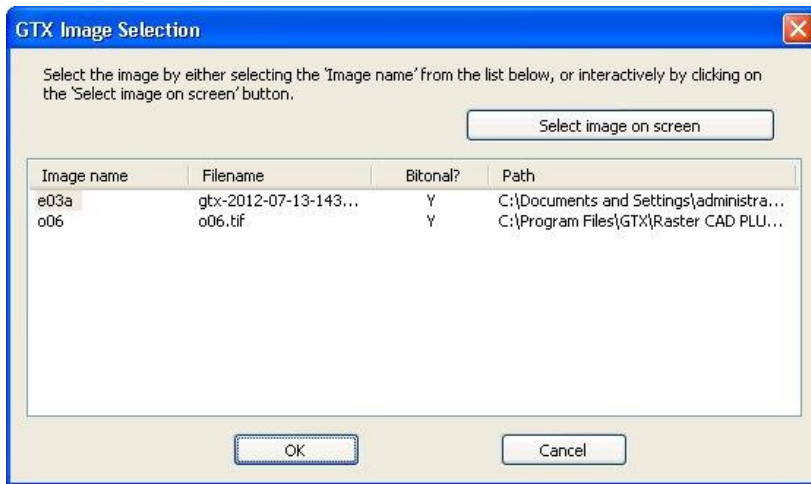 GTX Image Selection
Select the image by either selecting the 'Image name' from the list below, or interactively by clicking on
the 'Select image on screen' button.
Select image on screen
Image name Filename Bitonal? Path
e03a gtx-2012-07-13-143... Y C:\Documents and Settings\administra...
o06 o06.tif Y C:\Program Files\GTX\Raster CAD PLU...
OK Cancel